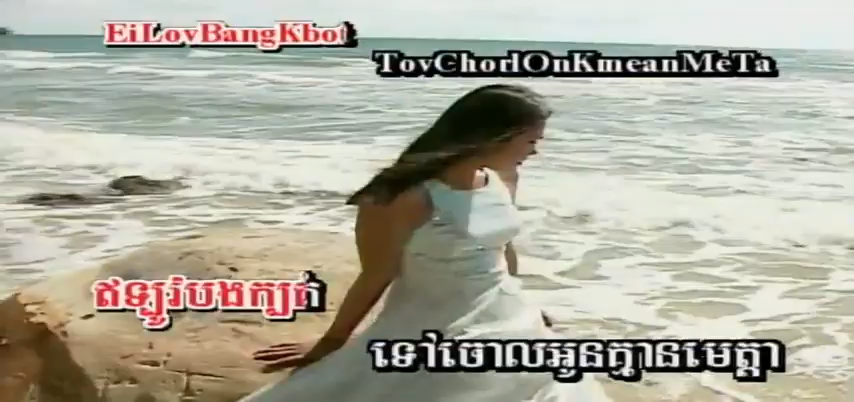 EiLovBangKbot
TovChorlOnKmeanMeTa
ឥឡូវបងក្បត់
ទៅចោលអូនគ្មានមេត្តា